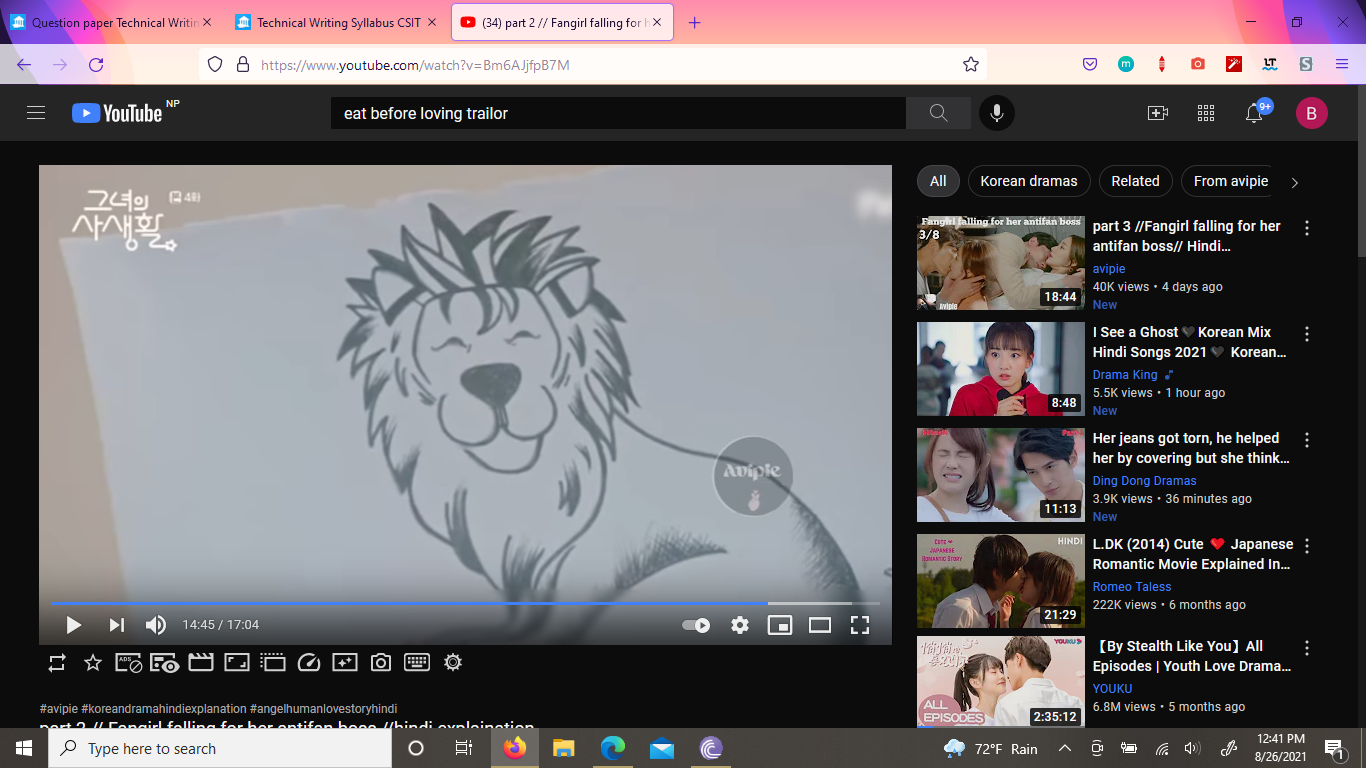 Question paper Technical Writin
Technical Writing Syllabus CSIT
(34) part 2 // Fangirl falling for h
https://www.youtube.com/watch?v=Bm6AJjfpB7M
m
LT
S
YouTube NP
eat before loving trailor
9+
B
그녀의
사생활
4화
Avipie
14:45 / 17:04
ADS
#avipie #koreandramahindiexplanation #angelhumanlovestoryhindi
part 2 // Fangirl falling for her antifan boss //hindi explaination
All
Korean dramas
Related
From avipie
Fangirl falling for her antifan boss
3/8
Avipie
18:44
part 3 //Fangirl falling for her
antifan boss// Hindi...
avipie
40K views • 4 days ago
New
8:48
I See a Ghost🖤Korean Mix
Hindi Songs 2021🖤 Korean...
Drama King
5.5K views • 1 hour ago
New
11:13
Her jeans got torn, he helped
her by covering but she think...
Ding Dong Dramas
3.9K views • 36 minutes ago
New
CUTE ❤
JAPANESE
ROMANTIC STORY
HINDI
21:29
L.DK (2014) Cute ❤️ Japanese
Romantic Movie Explained In...
Romeo Taless
222K views • 6 months ago
YOUKU
ALL
EPISODES
2:35:12
【By Stealth Like You】All
Episodes | Youth Love Drama...
YOUKU
6.8M views • 5 months ago
Type here to search
72°F Rain
12:41 PM
8/26/2021
1